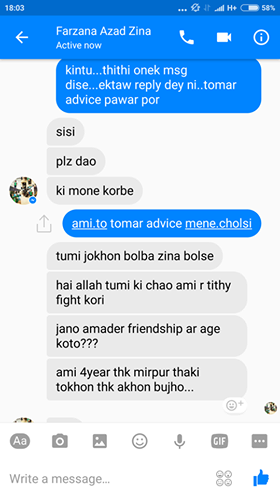 18:03
... H+ 58%
Farzana Azad Zina
Active now
kintu...thithi onek msg
dise...ektaw reply dey ni..tomar
advice pawar por
sisi
plz dao
ki mone korbe
ami.to tomar advice mene.cholsi
tumi jokhon bolba zina bolse
hai allah tumi ki chao ami r tithy
fight kori
jano amader friendship ar age
koto???
ami 4year thk mirpur thaki
tokhon thk akhon bujho...
Aa
GIF
Write a message...